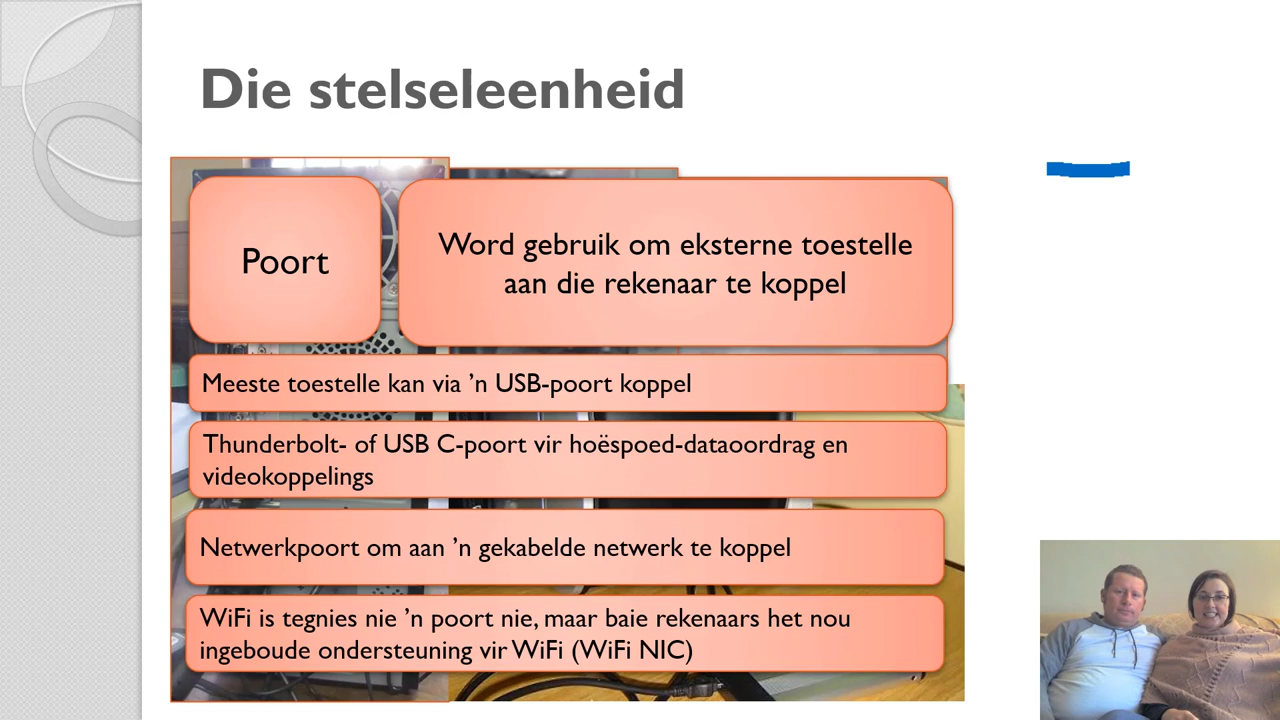 Die stelseleenheid
Poort
Word gebruik om eksterne toestelle
aan die rekenaar te koppel
Meeste toestelle kan via ’n USB-poort koppel
Thunderbolt- of USB C-poort vir hoëspoed-dataoordrag en
videokoppelings
Netwerkpoort om aan ’n gekabelde netwerk te koppel
WiFi is tegnies nie ’n poort nie, maar baie rekenaars het nou
ingeboude ondersteuning vir WiFi (WiFi NIC)